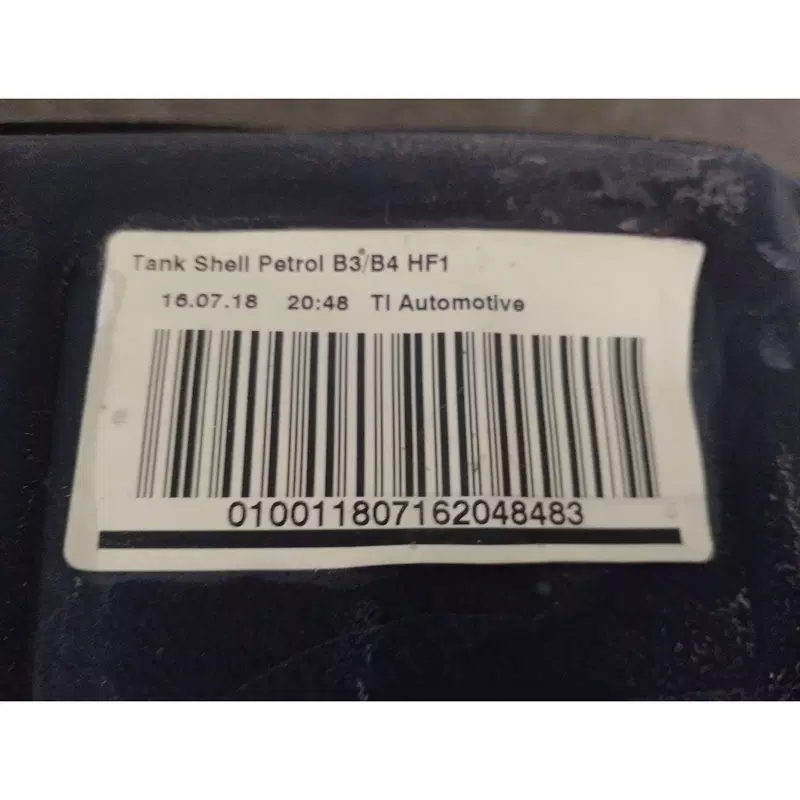 Tank Shell Petrol B3/B4 HF1
16.07.18 20:48 TI Automotive
010011807162048483